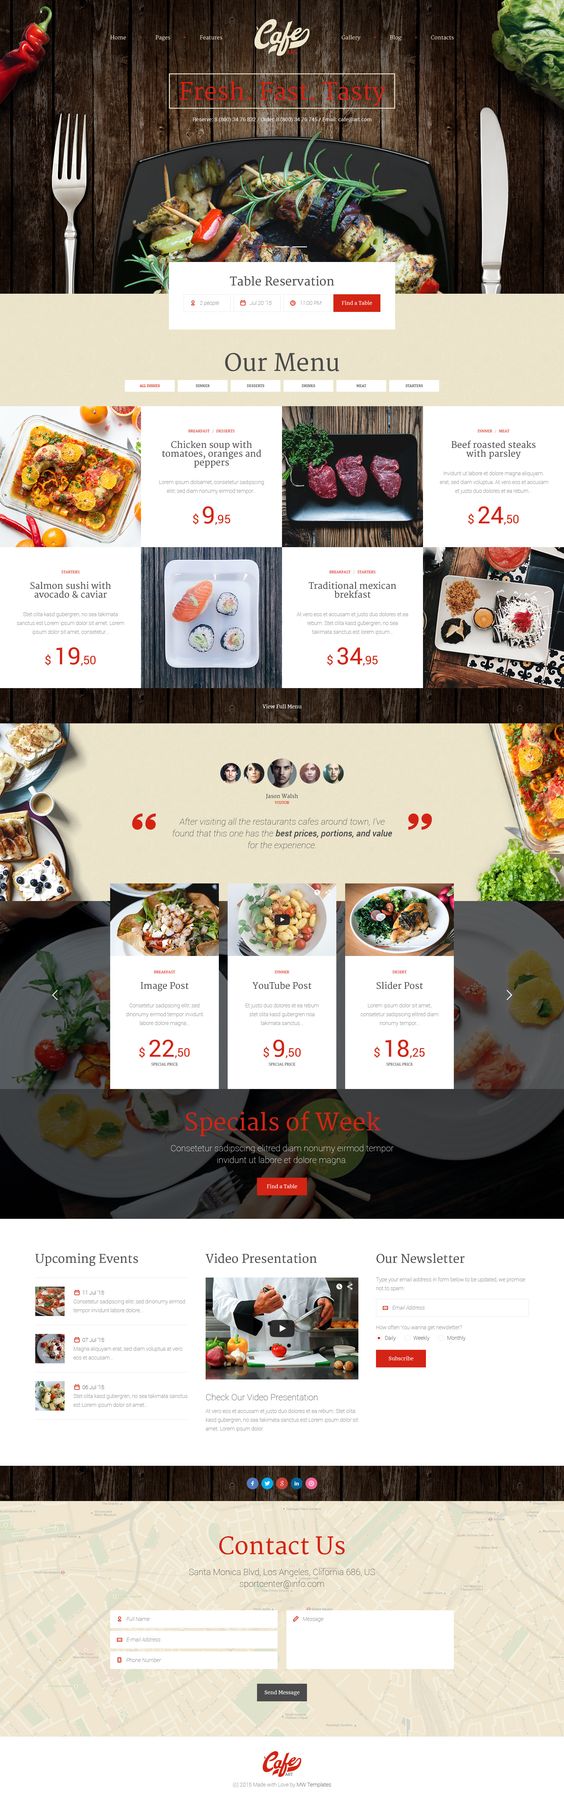 Home
Pages
Features
Cafe
Gallery
Blog
Contacts
Fresh. Fast. Tasty
Reserve: 8 (800) 34 76 832 / Order: 8 (800) 34 76 745 / Email: cafe@art.com
Table Reservation
2 people
Jul 20 '15
11:00 PM
Find a Table
Our Menu
ALL DISHES
DINNER
DESSERTS
DRINKS
MEAT
STARTERS
BREAKFAST / DESSERTS
Chicken soup with
tomatoes, oranges and
peppers
Lorem ipsum dolsamet, consetetur sadipscing
elitr, sed diam nonumy eirmod tempor.
$ 9,95
DINNER / MEAT
Beef roasted steaks
with parsley
Invidunt ut labore et dolore magna aliquyam
erat, sed diam voluptua. At vero eos et accusam
et justo duo dolores et ea rebum.
$ 24,50
STARTERS
Salmon sushi with
avocado & caviar
Stet clita kasd gubergren, no sea takimata
sanctus est Lorem ipsum dolor sit amet. Lorem
ipsum dolor sit amet...
$ 19,50
BREAKFAST / STARTERS
Traditional mexican
brekfast
At vero eos et accusam et justo duo dolores et ea
rebum. Stet clita kasd gubergren, no sea
takimata sanctus...
$ 34,95
View Full Menu
Jason Walsh
VISITOR
“ After visiting all the restaurants cafes around town, I've ”
found that this one has the best prices, portions, and value
for the experience.
BREAKFAST
Image Post
Consetetur sadipscing elitr, sed
dinonumy eirmod tempor invidunt
labore dolore magna...
$ 22,50
SPECIAL PRICE
DINNER
YouTube Post
Et justo duo dolores et ea rebum
gubergren rsea lorem takimata
sanctus...
$ 9,50
SPECIAL PRICE
DESERT
Slider Post
Lorem ipsum dolor sit amet,
consetetur diam nonumy eirmod
nonumy tempor...
$ 18,25
SPECIAL PRICE
Specials of Week
Consetetur sadipscing elitred diam nonumy eirmod tempor
invidunt ut labore et dolore magna.
Find a Table
Upcoming Events
11 Jul '15
Consetetur sadipscing elitr, sed dinonumy eirmod
tempor invidunt labore dolore...
07 Jul '15
Magna aliquyam erat, sed diam voluptua at vero
eos et accusam...
06 Jul '15
Stet clita kasd gubergren, no sea takimata sanctus
est Lorem ipsum dolor sit amet...
Video Presentation
Check Our Video Presentation
At vero eos et accusam et justo duo dolores et ea rebum.
Stet clita kasd gubergren, no sea takimata sanctus est
Lorem ipsum.
Our Newsletter
Type your email address in form below to be updated, we promise
not to spam:
Email Address
How often You wanna get newsletter?
Daily
Weekly
Monthly
Subscribe
Contact Us
Santa Monica Blvd, Los Angeles, Clifornia 686, US
sportcenter@info.com
Full Name
E-mail Address
Phone Number
Message
Send Message
Cafe
ART
(c) 2015 Made with Love by MW Templates